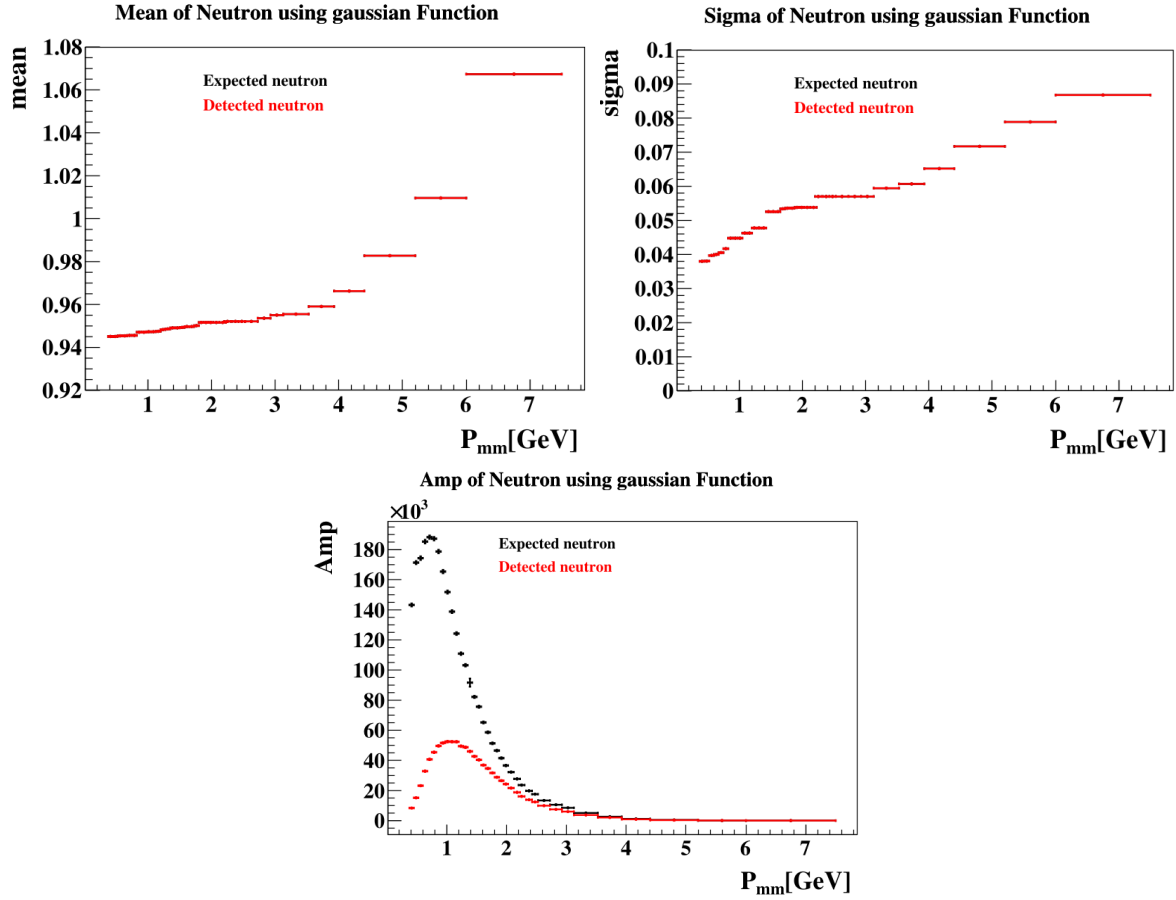 Mean of Neutron using gaussian Function
mean
1.08
1.06
1.04
1.02
1
0.98
0.96
0.94
0.92
Expected neutron
Detected neutron
1 2 3 4 5 6 7
P_mm[GeV]
Sigma of Neutron using gaussian Function
sigma
0.1
0.09
0.08
0.07
0.06
0.05
0.04
0.03
0.02
0.01
0
Expected neutron
Detected neutron
1 2 3 4 5 6 7
P_mm[GeV]
Amp of Neutron using gaussian Function
×10³
Amp
180
160
140
120
100
80
60
40
20
0
Expected neutron
Detected neutron
1 2 3 4 5 6 7
P_mm[GeV]